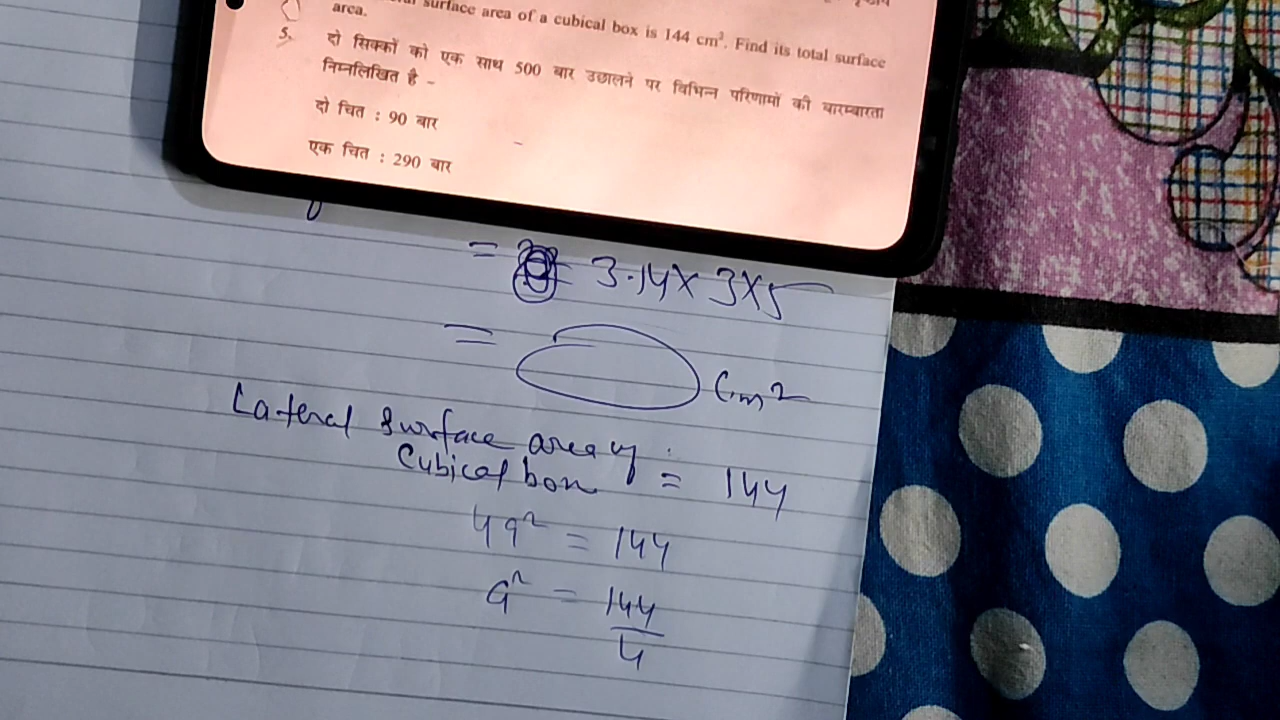 surface area of a cubical box is 144 cm². Find its total surface
area.
5. दो सिक्कों को एक साथ 500 बार उछालने पर विभिन्न परिणामों की बारम्बारता
निम्नलिखित है –
दो चित : 90 बार
एक चित : 290 बार
= 3.14 x 3 x 5
= cm2
Lateral surface area of
Cubical box = 144
4a² = 144
a² = 144
4